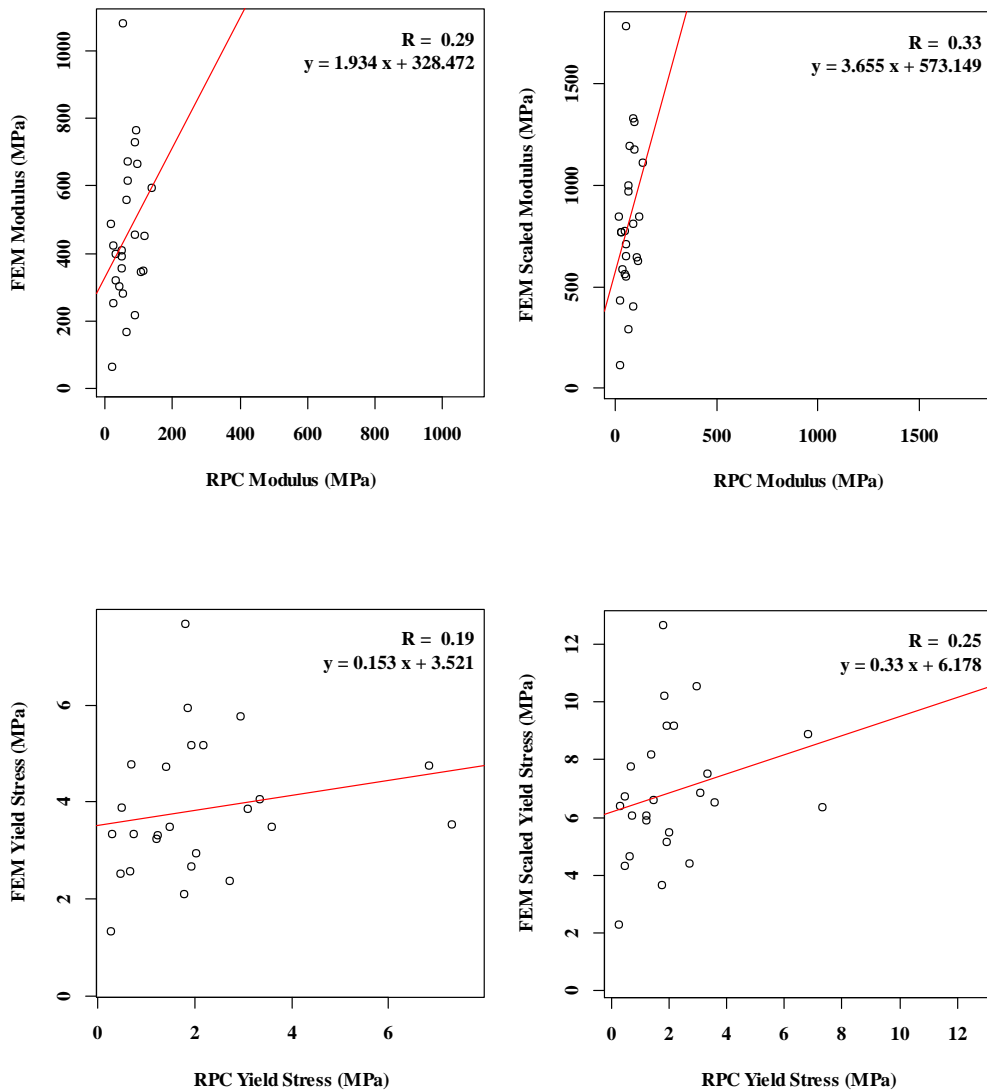 R = 0.29
y = 1.934 x + 328.472
FEM Modulus (MPa)
0
200
400
600
800
1000
0 200 400 600 800 1000
RPC Modulus (MPa)
R = 0.33
y = 3.655 x + 573.149
FEM Scaled Modulus (MPa)
0
500
1000
1500
0 500 1000 1500
RPC Modulus (MPa)
R = 0.19
y = 0.153 x + 3.521
FEM Yield Stress (MPa)
0
2
4
6
0 2 4 6
RPC Yield Stress (MPa)
R = 0.25
y = 0.33 x + 6.178
FEM Scaled Yield Stress (MPa)
0
2
4
6
8
10
12
0 2 4 6 8 10 12
RPC Yield Stress (MPa)